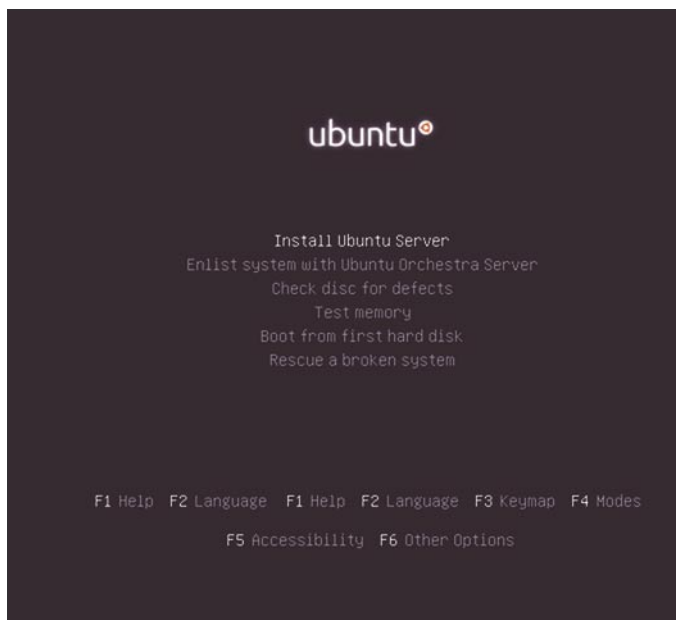 ubuntu
Install Ubuntu Server
Enlist system with Ubuntu Orchestra Server
Check disc for defects
Test memory
Boot from first hard disk
Rescue a broken system
F1 Help F2 Language F1 Help F2 Language F3 Keymap F4 Modes
F5 Accessibility F6 Other Options